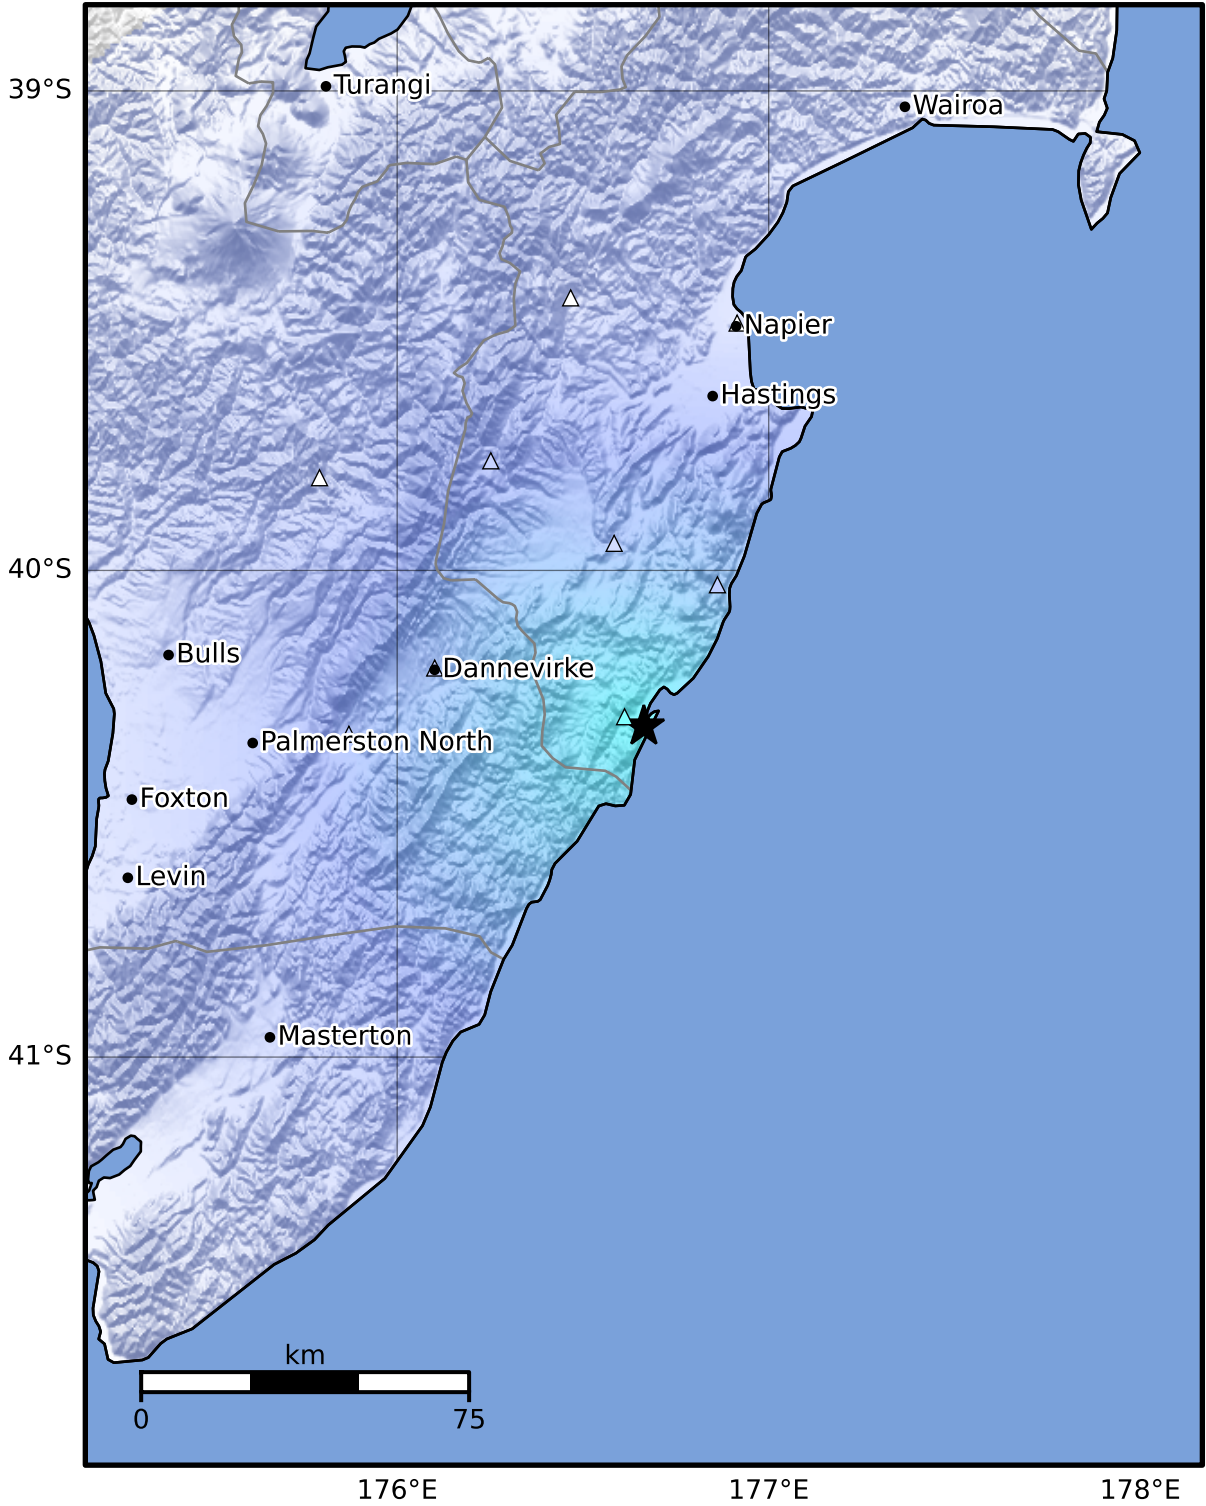 39°S
Turangi
Wairoa
Napier
Hastings
40°S
Bulls
Dannevirke
Palmerston North
Foxton
Levin
Masterton
41°S
km
0
75
176°E
177°E
178°E